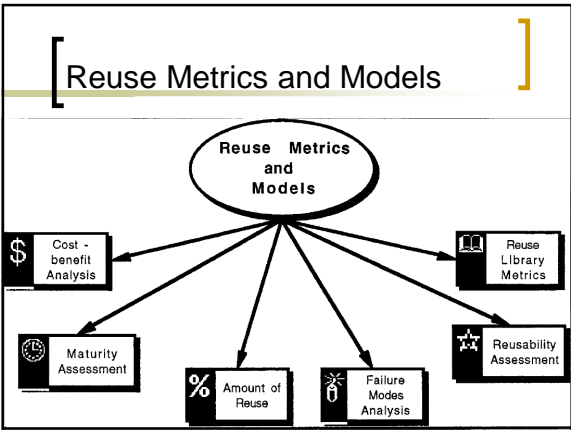 Reuse Metrics and Models
Reuse Metrics
and
Models
$
Cost -
benefit
Analysis
Reuse
Library
Metrics
Maturity
Assessment
Reusability
Assessment
%
Amount of
Reuse
Failure
Modes
Analysis